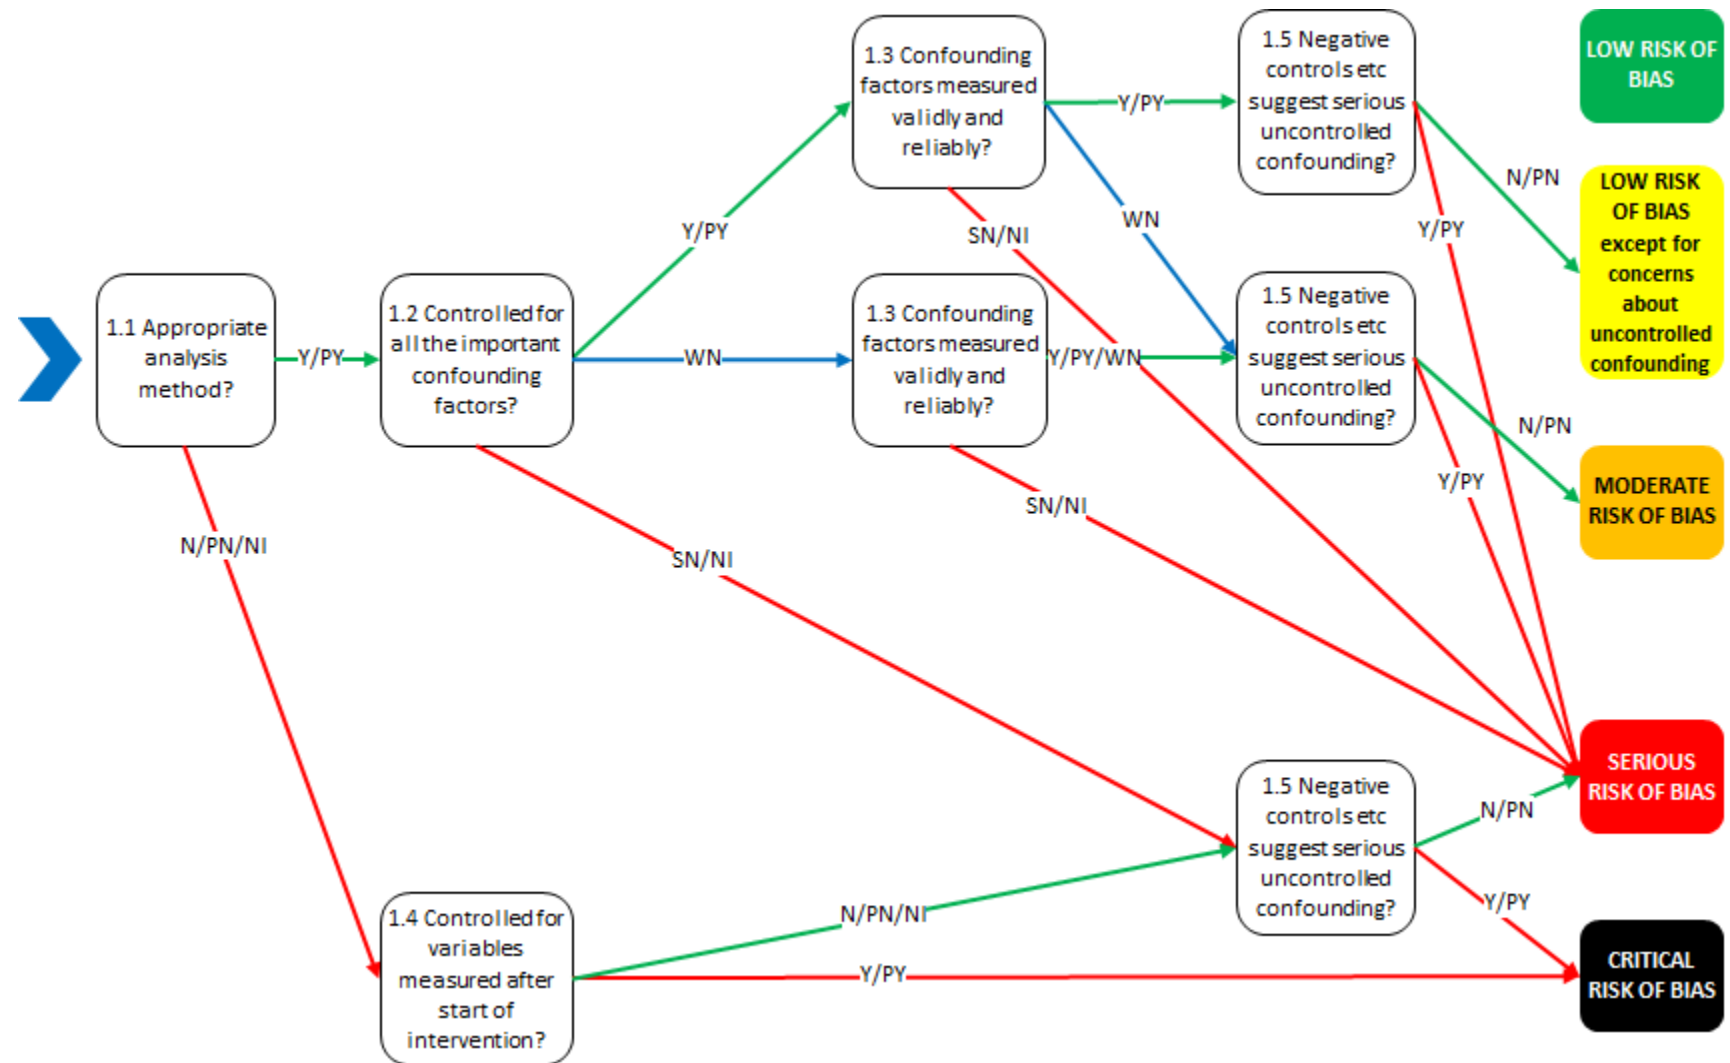 1.3 Confounding
factors measured
validly and
reliably?
Y/PY
1.5 Negative
controls etc
suggest serious
uncontrolled
confounding?
LOW RISK OF
BIAS
N/PN
LOW RISK
OF BIAS
except for
concerns
about
uncontrolled
confounding
Y/PY
WN
SN/NI
Y/PY
1.1 Appropriate
analysis
method?
Y/PY
1.2 Controlled for
all the important
confounding
factors?
WN
1.3 Confounding
factors measured
validly and
reliably?
Y/PY/WN
1.5 Negative
controls etc
suggest serious
uncontrolled
confounding?
N/PN
Y/PY
MODERATE
RISK OF BIAS
SN/NI
N/PN/NI
SN/NI
1.5 Negative
controls etc
suggest serious
uncontrolled
confounding?
N/PN
SERIOUS
RISK OF BIAS
Y/PY
1.4 Controlled for
variables
measured after
start of
intervention?
N/PN/NI
Y/PY
CRITICAL
RISK OF BIAS